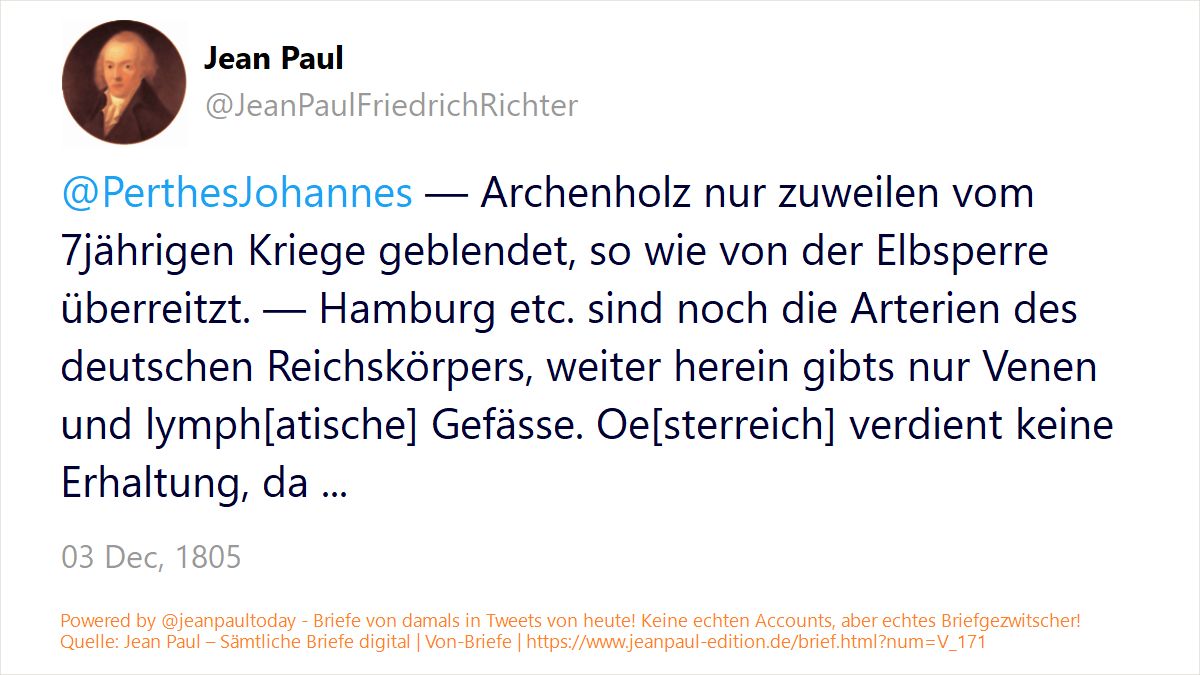 Jean Paul
@JeanPaulFriedrichRichter
@PerthesJohannes — Archenholz nur zuweilen vom
7jährigen Kriege geblendet, so wie von der Elbsperre
überreitzt. — Hamburg etc. sind noch die Arterien des
deutschen Reichskörpers, weiter herein gibts nur Venen
und lymph[atische] Gefässe. Oe[sterreich] verdient keine
Erhaltung, da ...
03 Dec, 1805
Powered by @jeanpaultoday - Briefe von damals in Tweets von heute! Keine echten Accounts, aber echtes Briefgezwitscher!
Quelle: Jean Paul – Sämtliche Briefe digital | Von-Briefe | https://www.jeanpaul-edition.de/brief.html?num=V_171